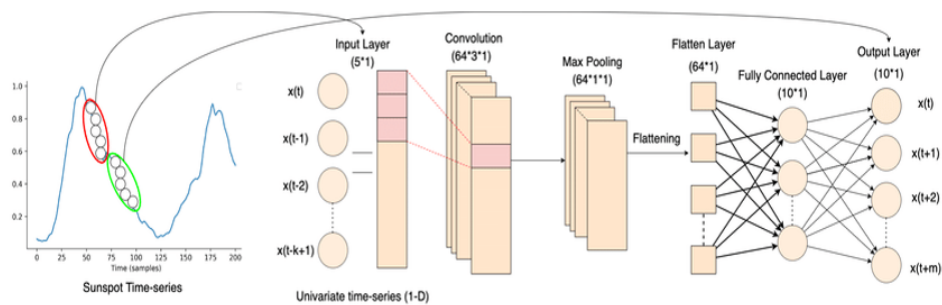 1.0
0.8
0.6
0.4
0.2
0 25 50 75 100 125 150 175 200
Time (samples)
Sunspot Time-series
Input Layer
(5*1)
x(t)
x(t-1)
x(t-2)
x(t-k+1)
Univariate time-series (1-D)
Convolution
(64*3*1)
Max Pooling
(64*1*1)
Flattening
Flatten Layer
(64*1)
Fully Connected Layer
(10*1)
Output Layer
(10*1)
x(t)
x(t+1)
x(t+2)
x(t+m)